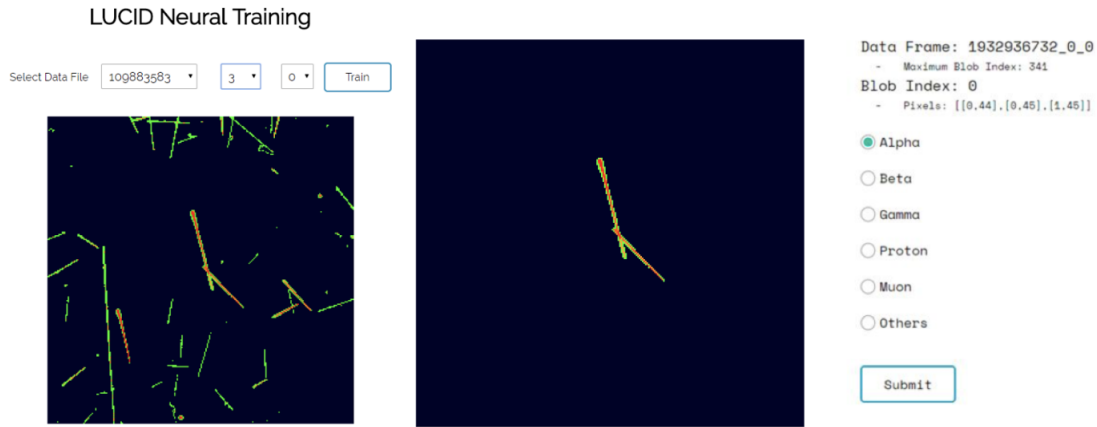 LUCID Neural Training
Select Data File 109883583 3 0 Train
Data Frame: 1932936732_0_0
- Maximum Blob Index: 341
Blob Index: 0
- Pixels: [[0,44],[0,45],[1,45]]
Alpha
Beta
Gamma
Proton
Muon
Others
Submit